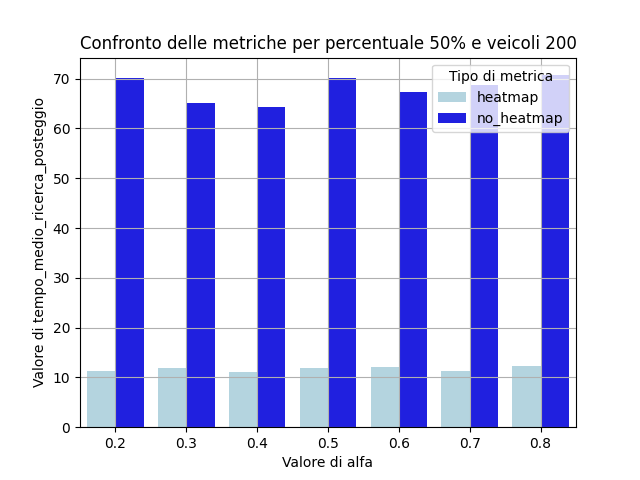 Confronto delle metriche per percentuale 50% e veicoli 200
Valore di tempo_medio_ricerca_posteggio
70
60
50
40
30
20
10
0
Tipo di metrica
heatmap
no_heatmap
0.2 0.3 0.4 0.5 0.6 0.7 0.8
Valore di alfa